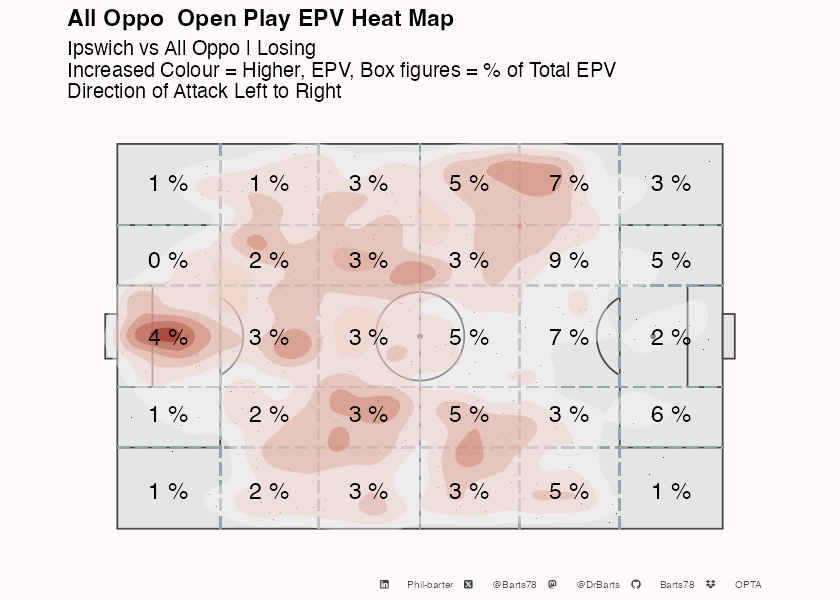 All Oppo  Open Play EPV Heat Map
Ipswich vs All Oppo | Losing
Increased Colour = Higher, EPV, Box figures = % of Total EPV
Direction of Attack Left to Right
1 % 1 % 3 % 5 % 7 % 3 %
0 % 2 % 3 % 3 % 9 % 5 %
4 % 3 % 3 % 5 % 7 % 2 %
1 % 2 % 3 % 5 % 3 % 6 %
1 % 2 % 3 % 3 % 5 % 1 %
Phil-barter @Barts78 @DrBarts Barts78 OPTA